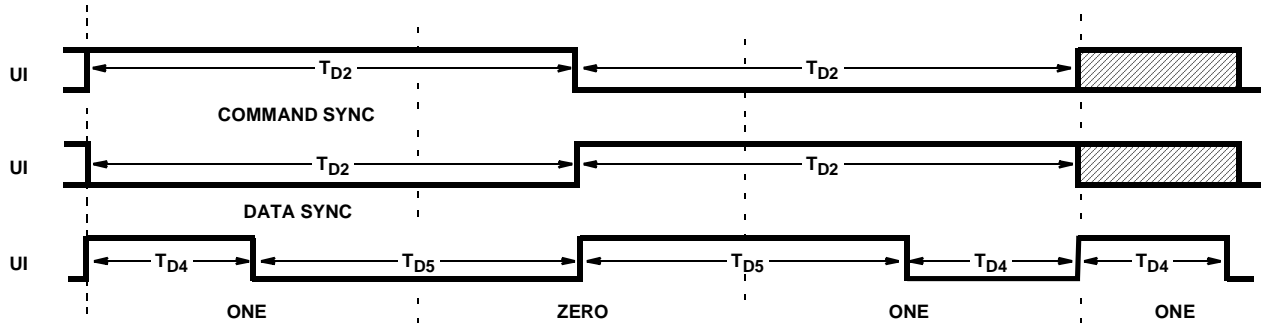 UI TD2 TD2
COMMAND SYNC
UI TD2 TD2
DATA SYNC
UI TD4 TD5 TD5 TD4 TD4
ONE ZERO ONE ONE